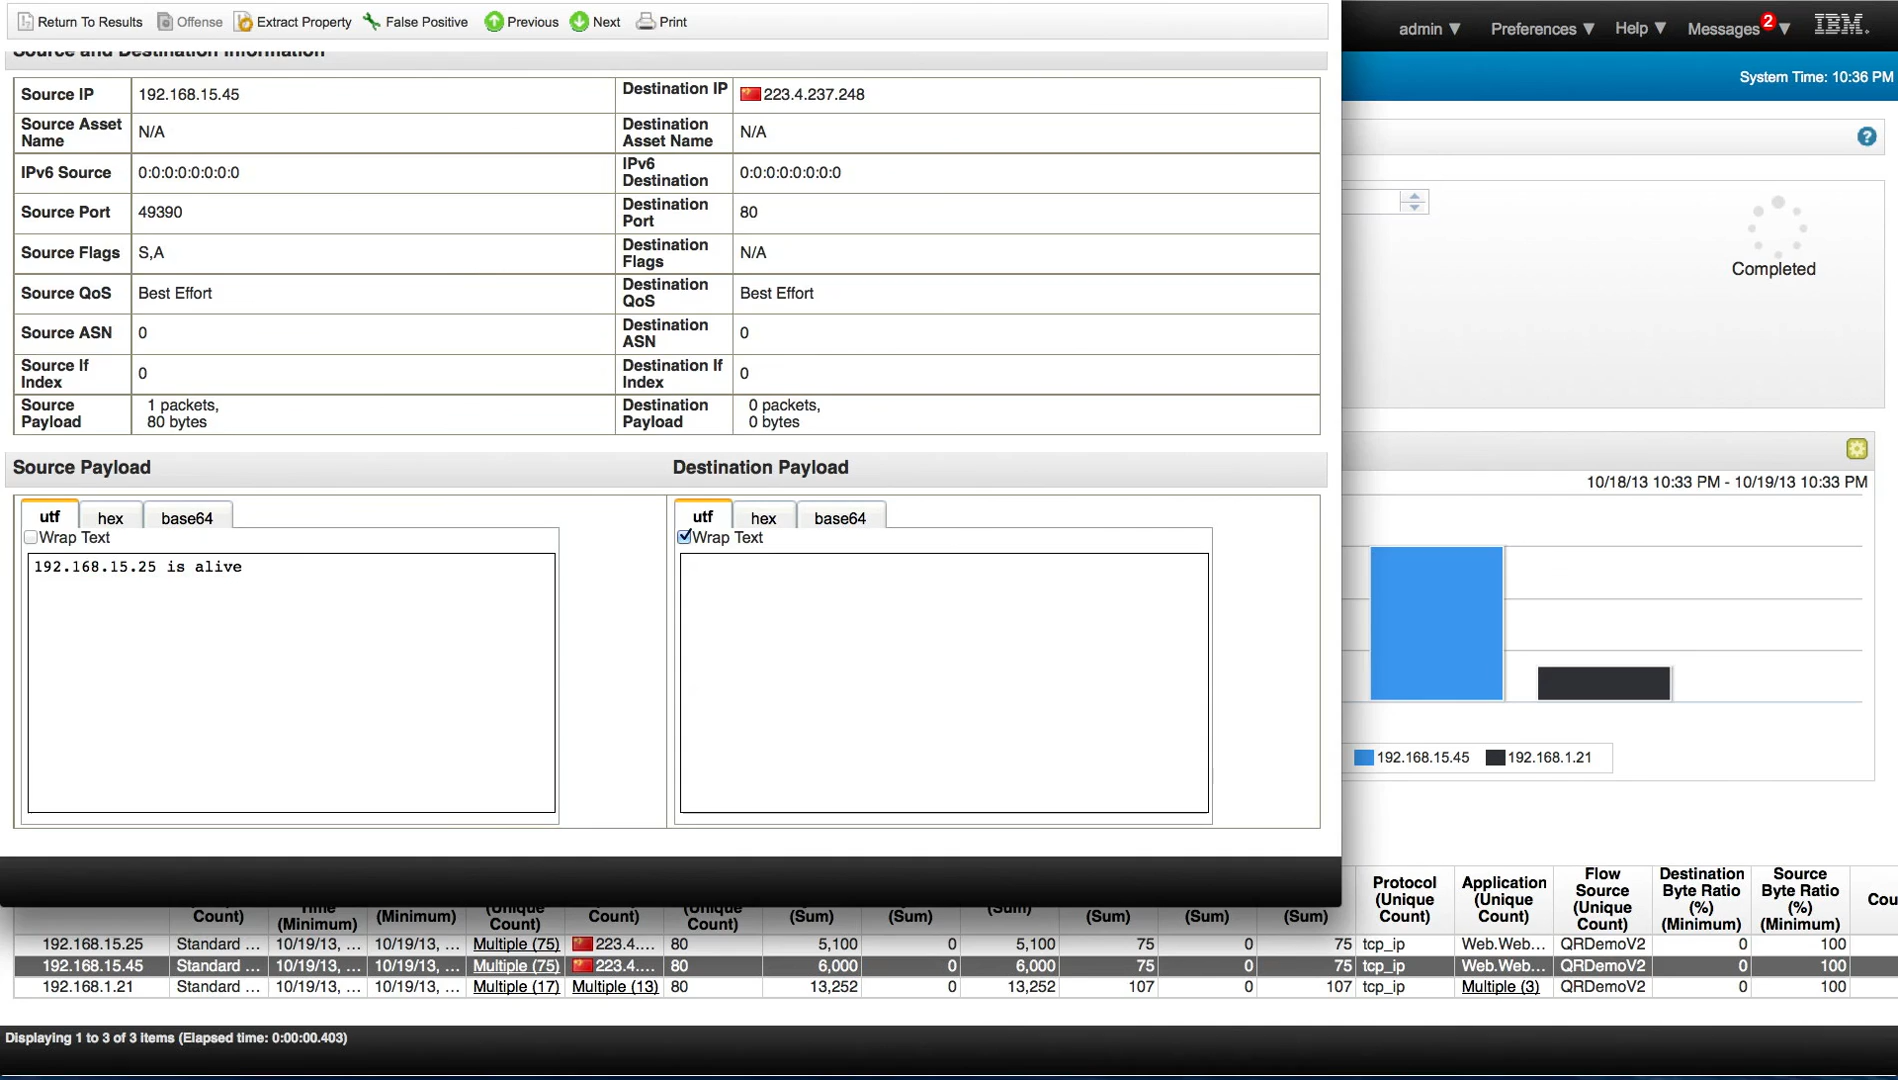 Return To Results Offense Extract Property False Positive Previous Next Print
admin ▼ Preferences ▼ Help ▼ Messages 2 ▼ IBM.
System Time: 10:36 PM
Source and Destination Information
Source IP 192.168.15.45 Destination IP 223.4.237.248
Source Asset Name N/A Destination Asset Name N/A
IPv6 Source 0:0:0:0:0:0:0:0 IPv6 Destination 0:0:0:0:0:0:0:0
Source Port 49390 Destination Port 80
Source Flags S,A Destination Flags N/A
Source QoS Best Effort Destination QoS Best Effort
Source ASN 0 Destination ASN 0
Source If Index 0 Destination If Index 0
Source Payload 1 packets, 80 bytes Destination Payload 0 packets, 0 bytes
?
Completed
Source Payload Destination Payload
utf hex base64 utf hex base64
Wrap Text Wrap Text
192.168.15.25 is alive
10/18/13 10:33 PM - 10/19/13 10:33 PM
192.168.15.45 192.168.1.21
Count) Time (Minimum) (Minimum) (Unique Count) Count) (Unique Count) (Sum) (Sum) (Sum) (Sum) (Sum) (Sum) Protocol (Unique Count) Application (Unique Count) Flow Source (Unique Count) Destination Byte Ratio (%) (Minimum) Source Byte Ratio (%) (Minimum) Cou
192.168.15.25 Standard ... 10/19/13, ... 10/19/13, ... Multiple (75) 223.4.... 80 5,100 0 5,100 75 0 75 tcp_ip Web.Web... QRDemoV2 0 100
192.168.15.45 Standard ... 10/19/13, ... 10/19/13, ... Multiple (75) 223.4.... 80 6,000 0 6,000 75 0 75 tcp_ip Web.Web... QRDemoV2 0 100
192.168.1.21 Standard ... 10/19/13, ... 10/19/13, ... Multiple (17) Multiple (13) 80 13,252 0 13,252 107 0 107 tcp_ip Multiple (3) QRDemoV2 0 100
Displaying 1 to 3 of 3 items (Elapsed time: 0:00:00.403)